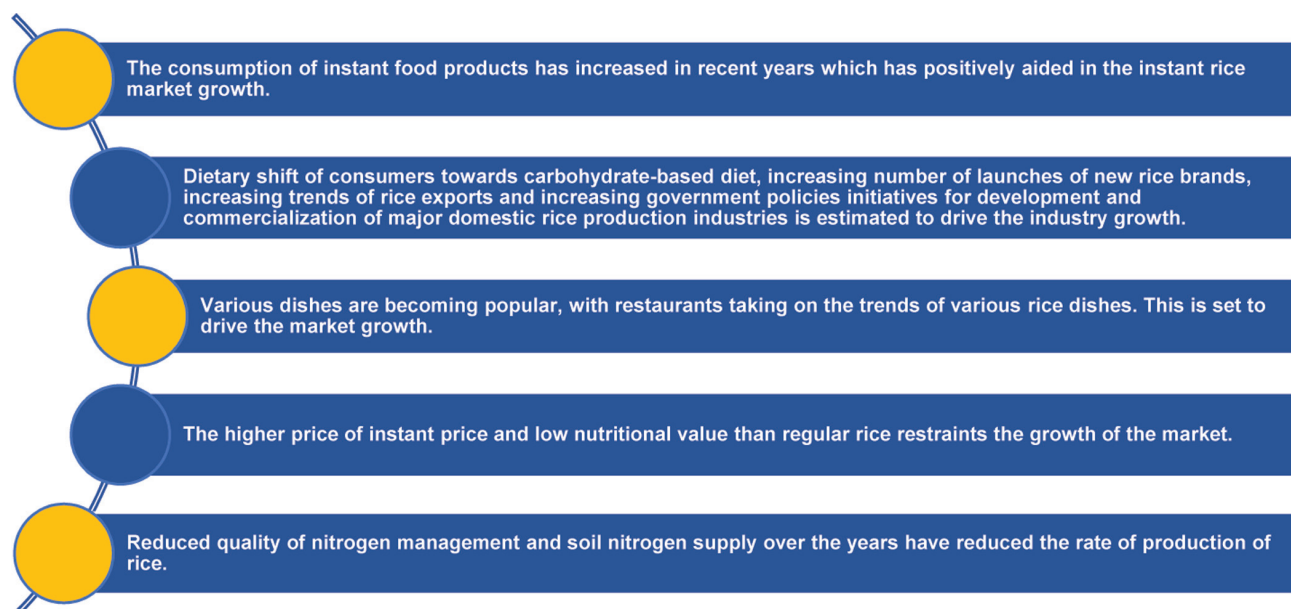 The consumption of instant food products has increased in recent years which has positively aided in the instant rice
market growth.
Dietary shift of consumers towards carbohydrate-based diet, increasing number of launches of new rice brands,
increasing trends of rice exports and increasing government policies initiatives for development and
commercialization of major domestic rice production industries is estimated to drive the industry growth.
Various dishes are becoming popular, with restaurants taking on the trends of various rice dishes. This is set to
drive the market growth.
The higher price of instant price and low nutritional value than regular rice restraints the growth of the market.
Reduced quality of nitrogen management and soil nitrogen supply over the years have reduced the rate of production of
rice.